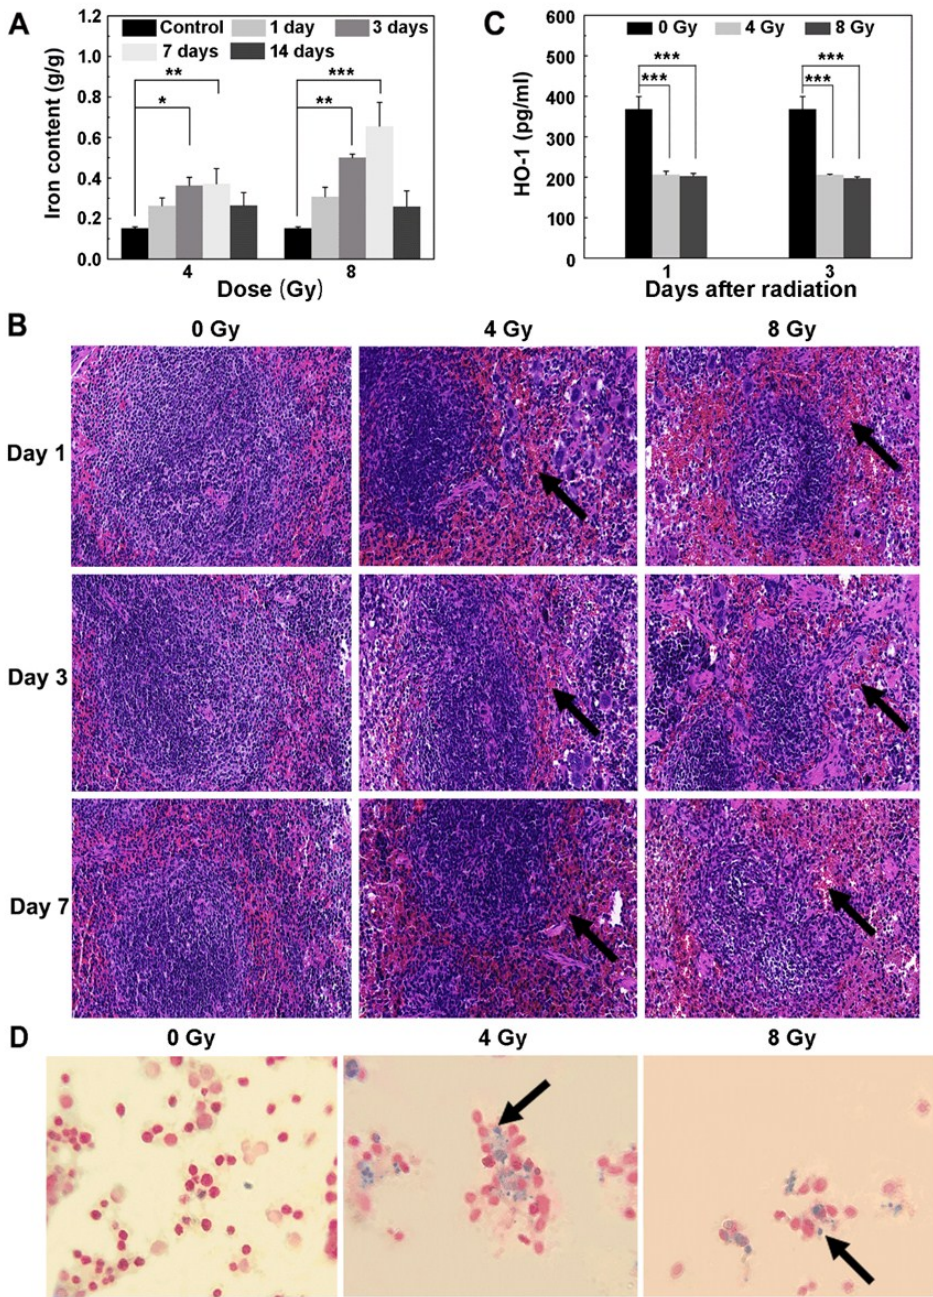 A
Control 1 day 3 days
7 days 14 days
Iron content (g/g)
1.2
1.0
0.8
0.6
0.4
0.2
0.0
** ***
* **
4 8
Dose (Gy)
C
0 Gy 4 Gy 8 Gy
HO-1 (pg/ml)
600
500
400
300
200
100
0
*** ***
*** ***
1 3
Days after radiation
B
0 Gy 4 Gy 8 Gy
Day 1
Day 3
Day 7
D
0 Gy 4 Gy 8 Gy